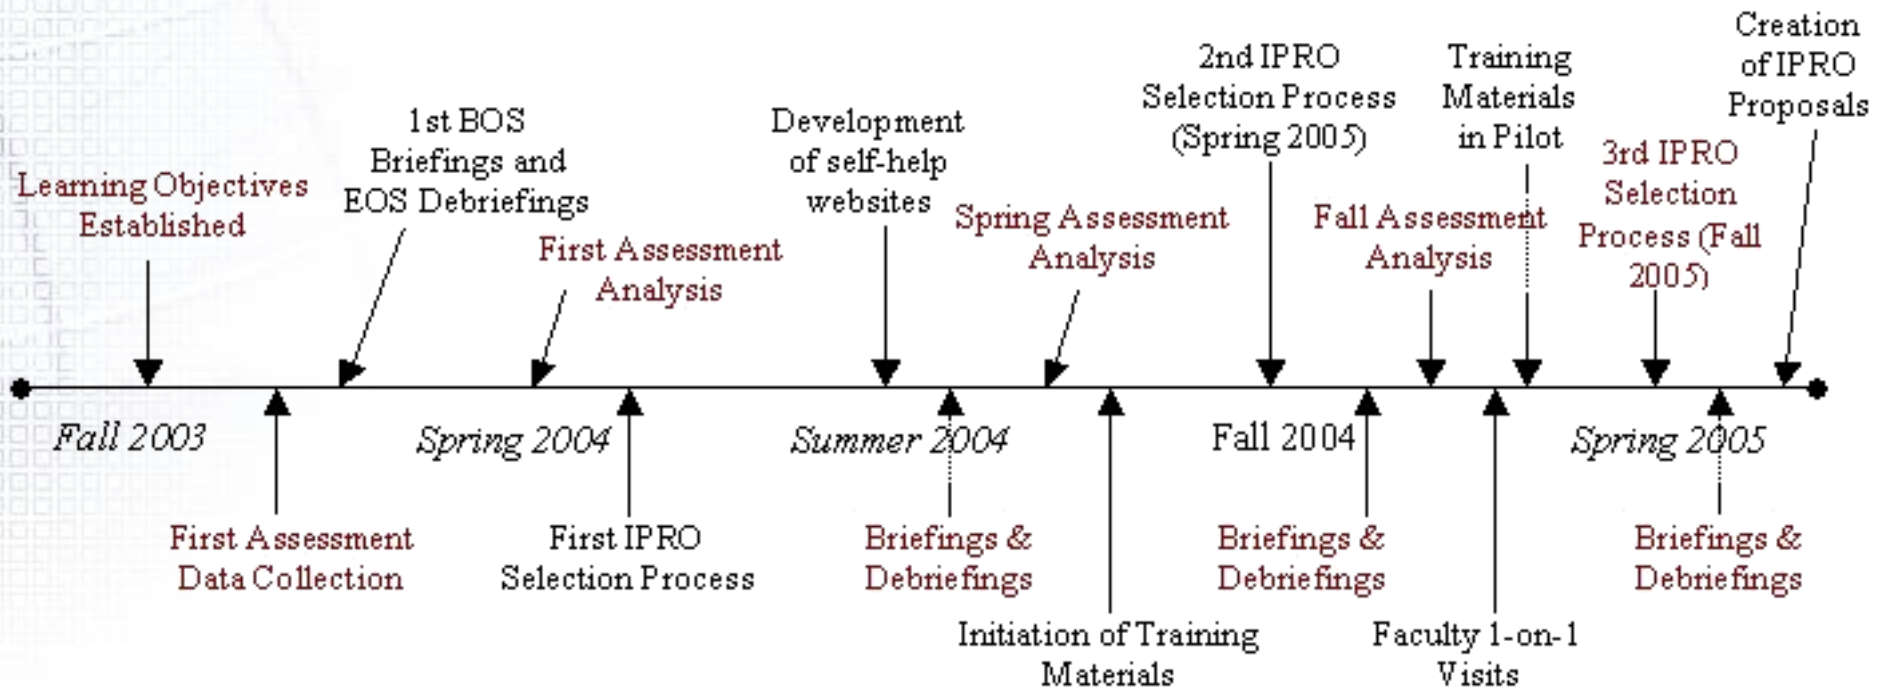 Creation
of IPRO
Proposals
2nd IPRO
Selection Process
(Spring 2005)
Training
Materials
in Pilot
1st BOS
Briefings and
EOS Debriefings
Development
of self-help
websites
3rd IPRO
Selection
Process (Fall
2005)
Learning Objectives
Established
First Assessment
Analysis
Spring Assessment
Analysis
Fall Assessment
Analysis
Fall 2003
Spring 2004
Summer 2004
Fall 2004
Spring 2005
First Assessment
Data Collection
First IPRO
Selection Process
Briefings &
Debriefings
Briefings &
Debriefings
Briefings &
Debriefings
Initiation of Training
Materials
Faculty 1-on-1
Visits